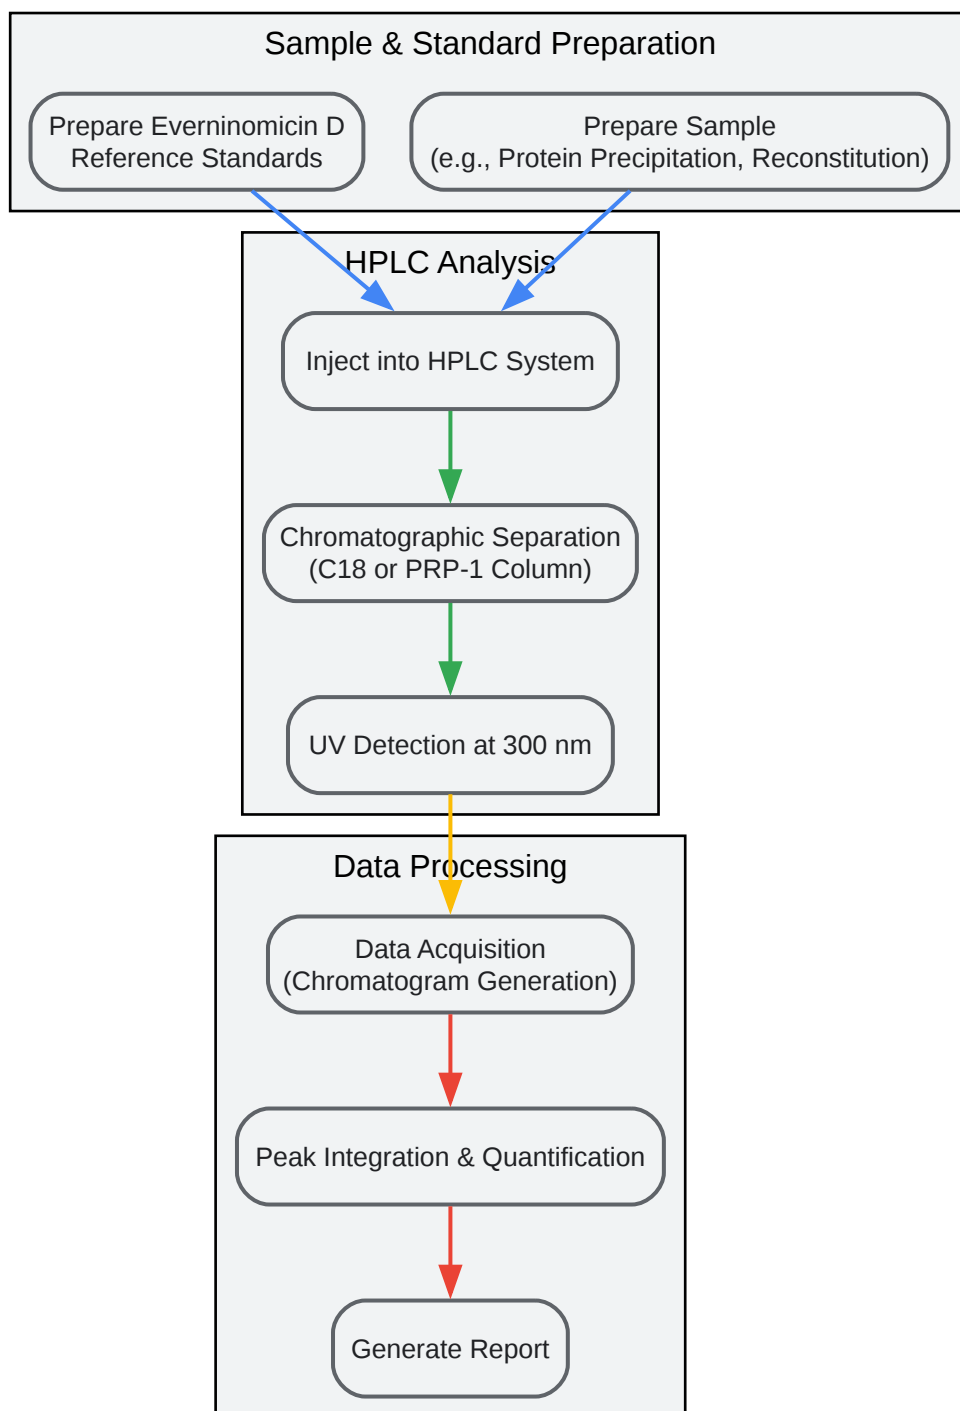 Sample & Standard Preparation
Prepare Everninomicin D
Reference Standards
Prepare Sample
(e.g., Protein Precipitation, Reconstitution)
HPLC Analysis
Inject into HPLC System
Chromatographic Separation
(C18 or PRP-1 Column)
UV Detection at 300 nm
Data Processing
Data Acquisition
(Chromatogram Generation)
Peak Integration & Quantification
Generate Report